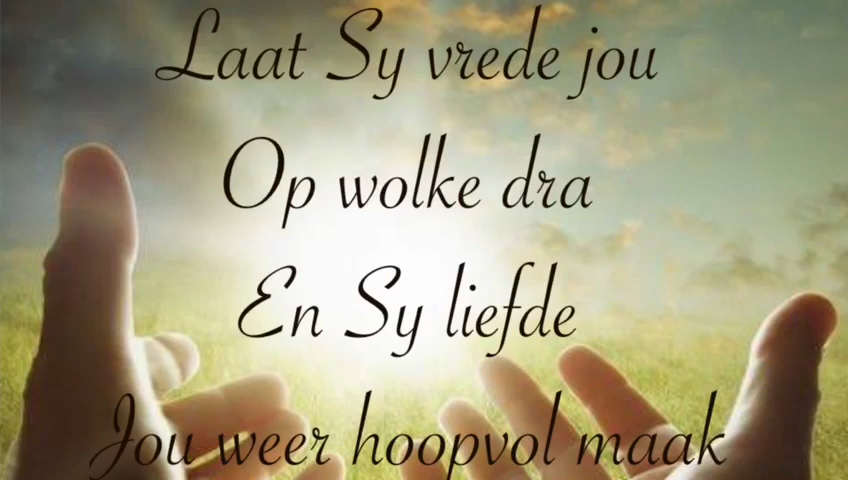 Laat Sy vrede jou
Op wolke dra
En Sy liefde
Jou weer hoopvol maak